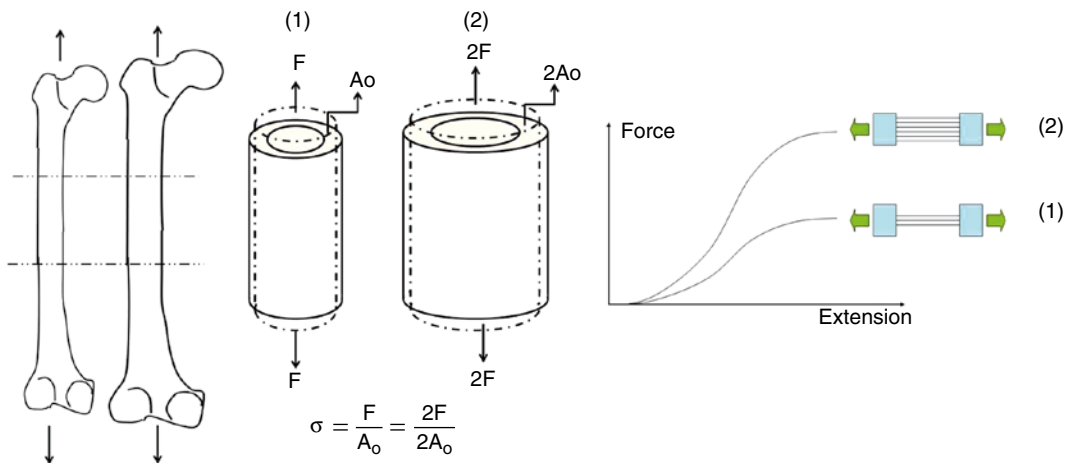 (1)
F
Ao
F
(2)
2F
2Ao
2F
σ = F/Ao = 2F/2Ao
Force
(2)
(1)
Extension